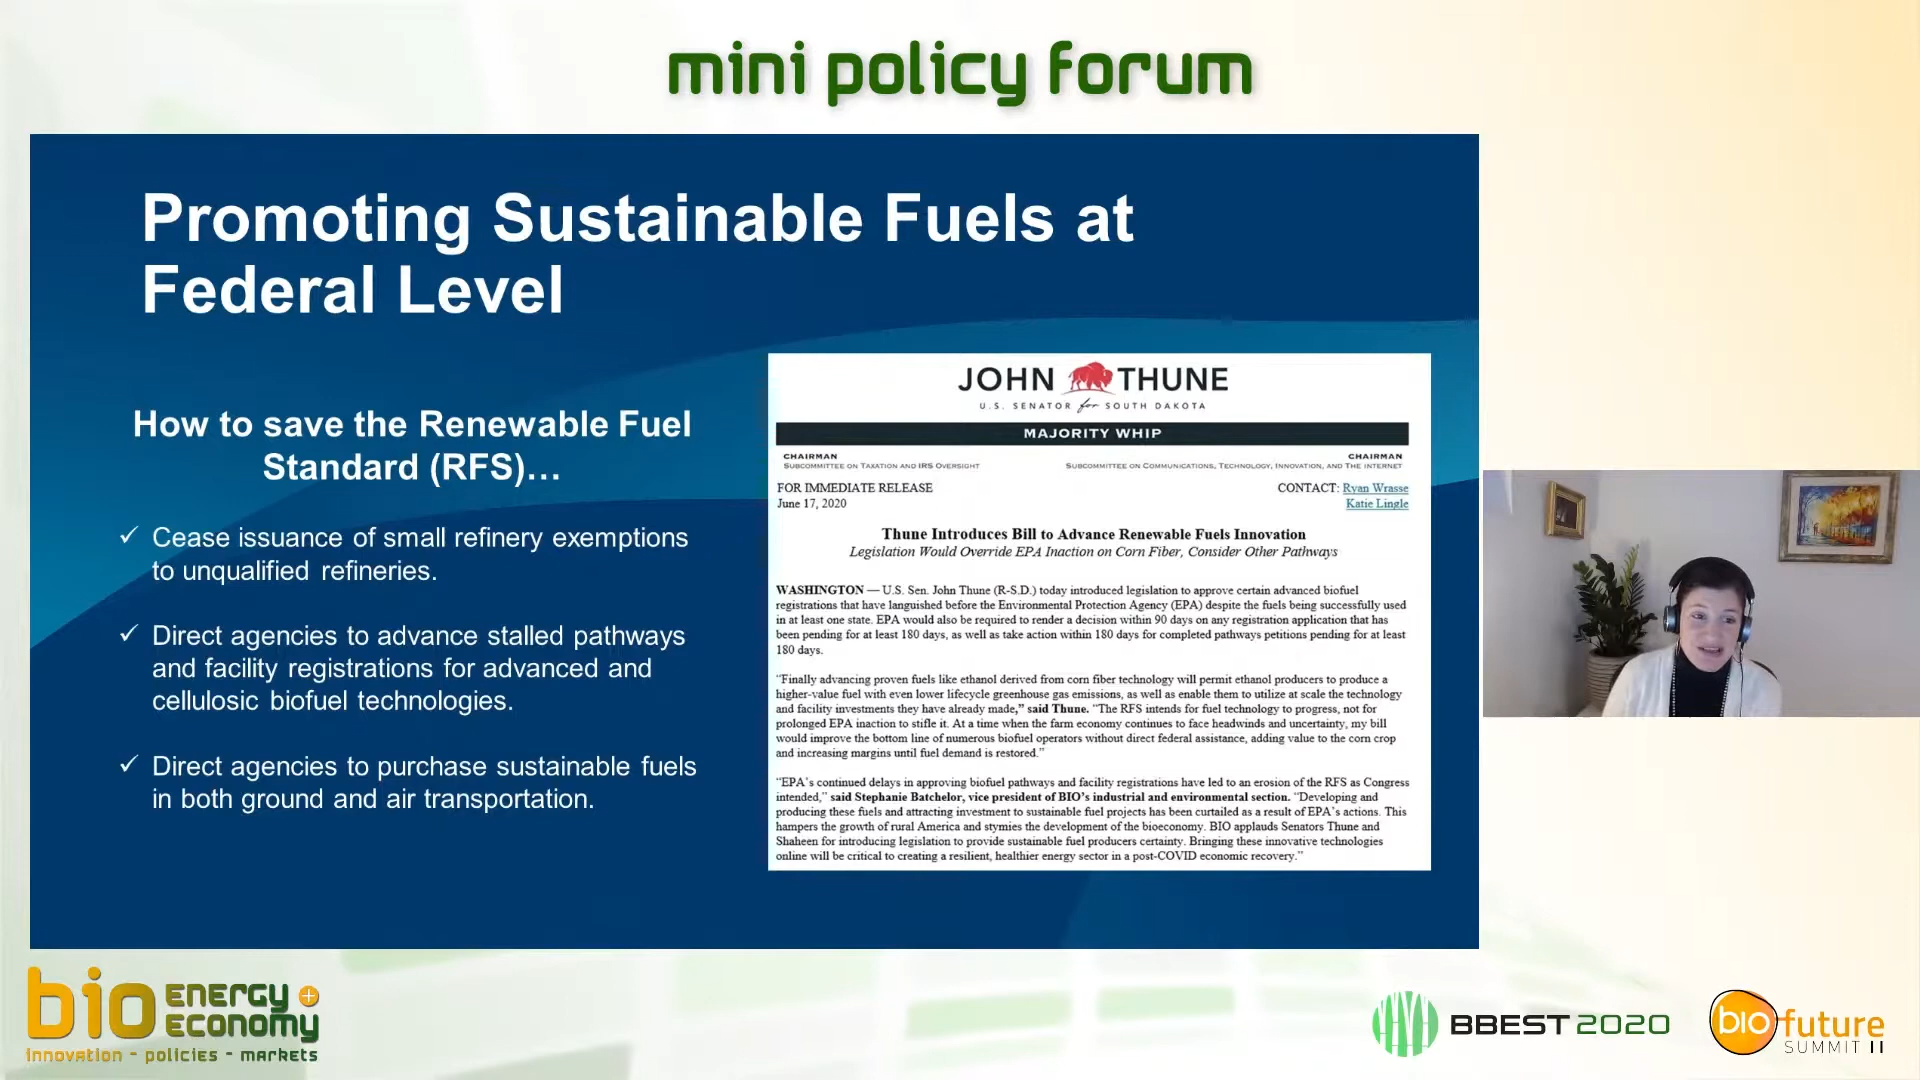 mini policy forum
Promoting Sustainable Fuels at
Federal Level
How to save the Renewable Fuel
Standard (RFS)...
✓ Cease issuance of small refinery exemptions
to unqualified refineries.
✓ Direct agencies to advance stalled pathways
and facility registrations for advanced and
cellulosic biofuel technologies.
✓ Direct agencies to purchase sustainable fuels
in both ground and air transportation.
JOHN THUNE
U.S. SENATOR for SOUTH DAKOTA
MAJORITY WHIP
CHAIRMAN
SUBCOMMITTEE ON TAXATION AND IRS OVERSIGHT
CHAIRMAN
SUBCOMMITTEE ON COMMUNICATIONS, TECHNOLOGY, INNOVATION, AND THE INTERNET
FOR IMMEDIATE RELEASE
June 17, 2020
CONTACT: Ryan Wrasse
Katie Lingle
Thune Introduces Bill to Advance Renewable Fuels Innovation
Legislation Would Override EPA Inaction on Corn Fiber, Consider Other Pathways
WASHINGTON — U.S. Sen. John Thune (R-S.D.) today introduced legislation to approve certain advanced biofuel
registrations that have languished before the Environmental Protection Agency (EPA) despite the fuels being successfully used
in at least one state. EPA would also be required to render a decision within 90 days on any registration application that has
been pending for at least 180 days, as well as take action within 180 days for completed pathways petitions pending for at least
180 days.
“Finally advancing proven fuels like ethanol derived from corn fiber technology will permit ethanol producers to produce a
higher-value fuel with even lower lifecycle greenhouse gas emissions, as well as enable them to utilize at scale the technology
and facility investments they have already made,” said Thune. “The RFS intends for fuel technology to progress, not for
prolonged EPA inaction to stifle it. At a time when the farm economy continues to face headwinds and uncertainty, my bill
would improve the bottom line of numerous biofuel operators without direct federal assistance, adding value to the corn crop
and increasing margins until fuel demand is restored.”
“EPA’s continued delays in approving biofuel pathways and facility registrations have led to an erosion of the RFS as Congress
intended,” said Stephanie Batchelor, vice president of BIO’s industrial and environmental section. “Developing and
producing these fuels and attracting investment to sustainable fuel projects has been curtailed as a result of EPA’s actions. This
hampers the growth of rural America and stymies the development of the bioeconomy. BIO applauds Senators Thune and
Shaheen for introducing legislation to provide sustainable fuel producers certainty. Bringing these innovative technologies
online will be critical to creating a resilient, healthier energy sector in a post-COVID economic recovery.”
bio ENERGY +
ECONOMY
innovation - policies - markets
BBEST 2020
biofuture
SUMMIT II